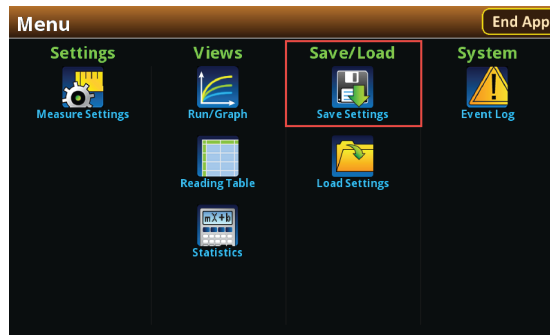 Menu
End App
Settings
Views
Save/Load
System
Measure Settings
Run/Graph
Save Settings
Event Log
Reading Table
Load Settings
mX+b
Statistics